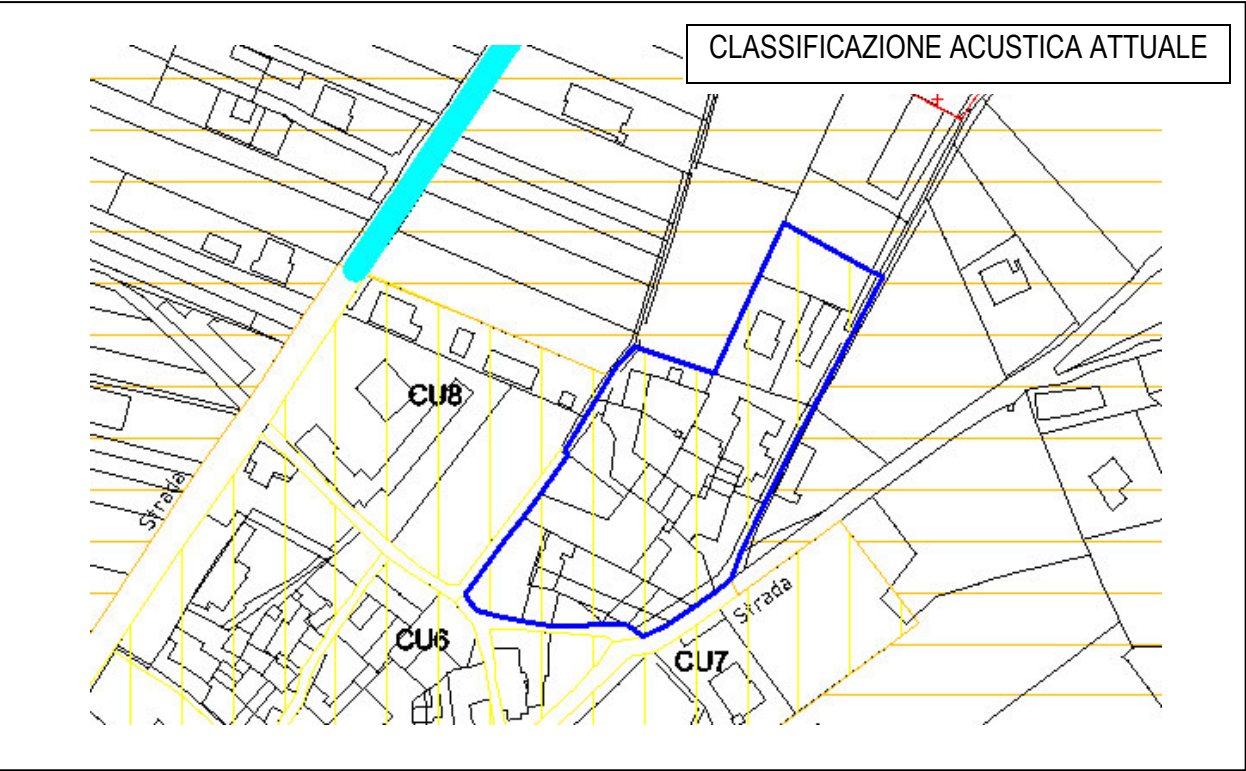 CLASSIFICAZIONE ACUSTICA ATTUALE
CU8
Strada
Strada
CU6
CU7